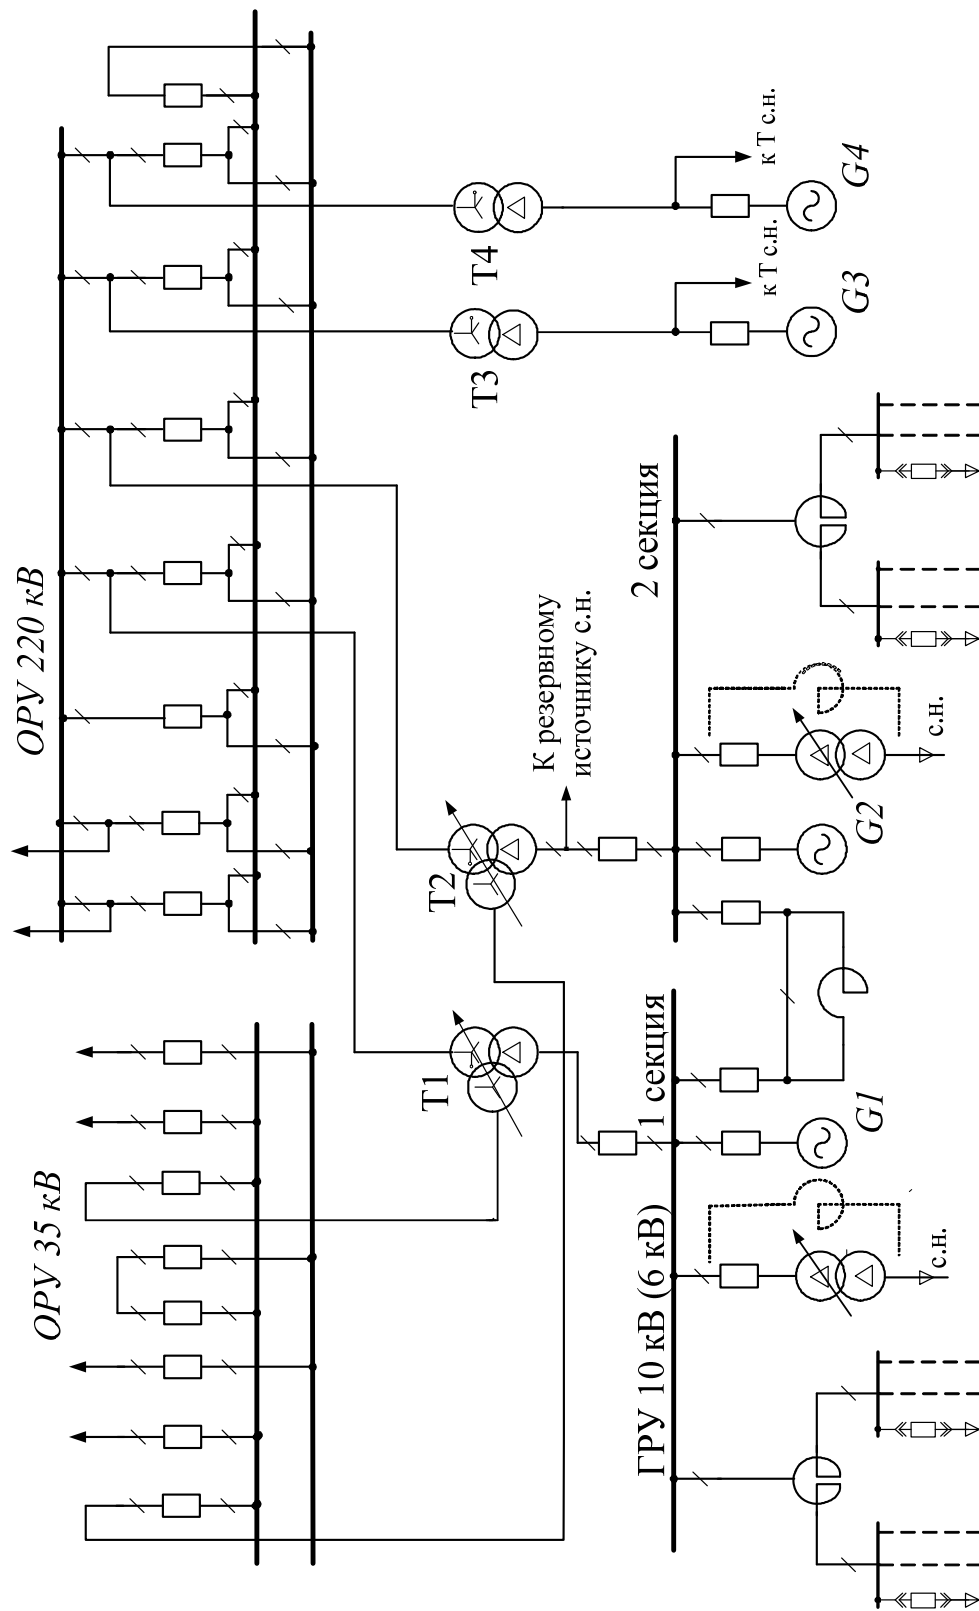 ОРУ 35 кВ
ОРУ 220 кВ
Т1
Т2
Т3
Т4
К резервному
источнику с.н.
к Т с.н.
к Т с.н.
ГРУ 10 кВ (6 кВ)
1 секция
2 секция
с.н.
G1
G2
с.н.
G3
G4